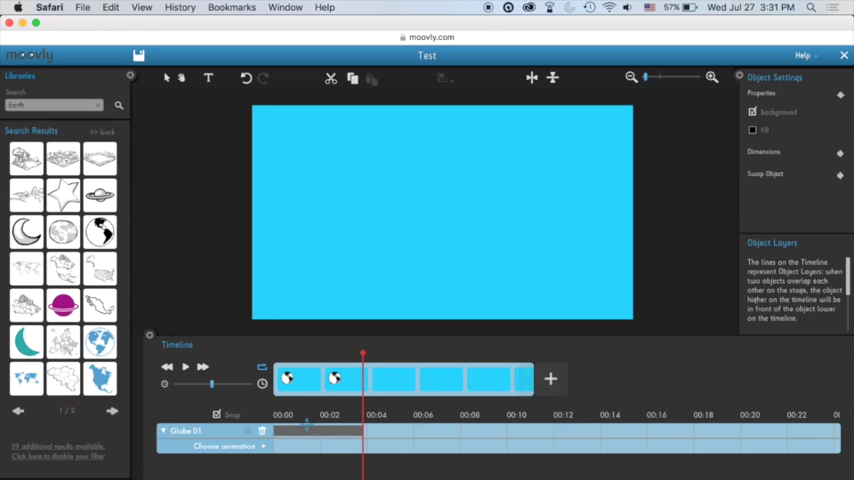 Safari File Edit View History Bookmarks Window Help 57% Wed Jul 27 3:31 PM
moovly.com
moovly Test Help
Libraries
Search
Earth
Search Results >> back
1 / 2
39 additional results available.
Click here to disable your filter
T
Object Settings
Properties
Background
Fill
Dimensions
Swap Object
Object Layers
The lines on the Timeline
represent Object Layers: when
two objects overlap each
other on the stage, the object
higher on the timeline will be
in front of the object lower
on the timeline.
Timeline
Snap 00:00 00:02 00:04 00:06 00:08 00:10 00:12 00:14 00:16 00:18 00:20 00:22
Globe 01
Choose animation